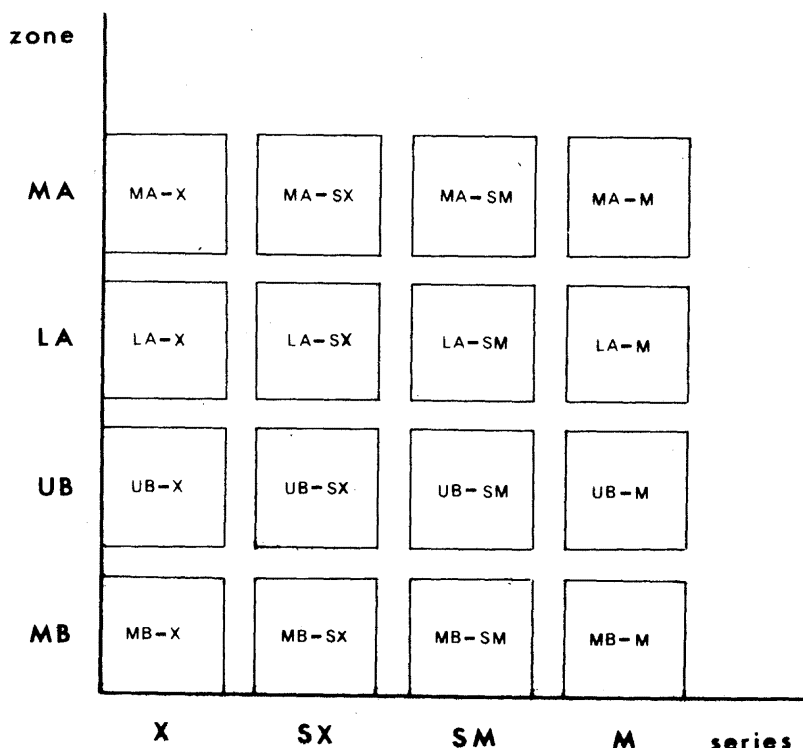 zone
MA MA-X MA-SX MA-SM MA-M
LA LA-X LA-SX LA-SM LA-M
UB UB-X UB-SX UB-SM UB-M
MB MB-X MB-SX MB-SM MB-M
X SX SM M series